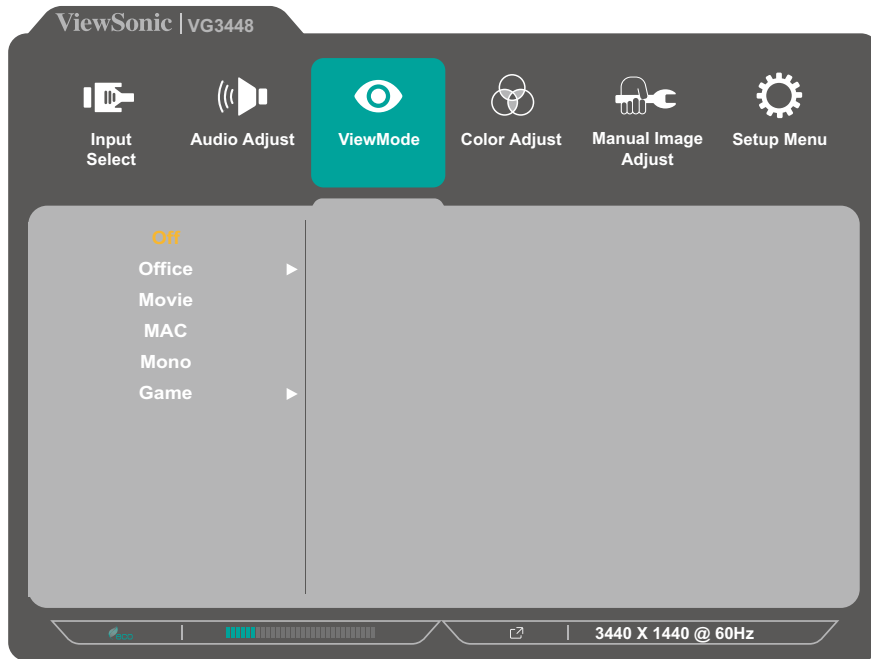 ViewSonic | VG3448
Input Select
Audio Adjust
ViewMode
Color Adjust
Manual Image Adjust
Setup Menu
Off
Office
Movie
MAC
Mono
Game
eco
3440 X 1440 @ 60Hz